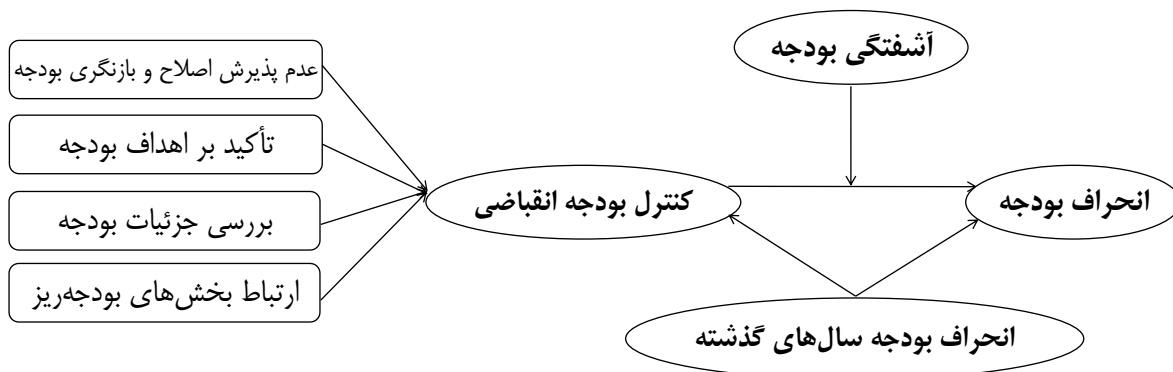 آشفتگی بودجه
عدم پذیرش اصلاح و بازنگری بودجه
تأکید بر اهداف بودجه
بررسی جزئیات بودجه
ارتباط بخش‌های بودجه‌ریز
کنترل بودجه انقباضی
انحراف بودجه
انحراف بودجه سال‌های گذشته